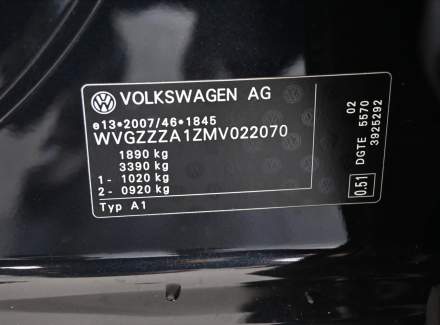 VOLKSWAGEN AG
e13*2007/46*1845
WVGZZZA1ZMV022070
1890 kg
3390 kg
1- 1020 kg
2- 0920 kg
Typ A1
02
DGTE 5570
3925292
0.51